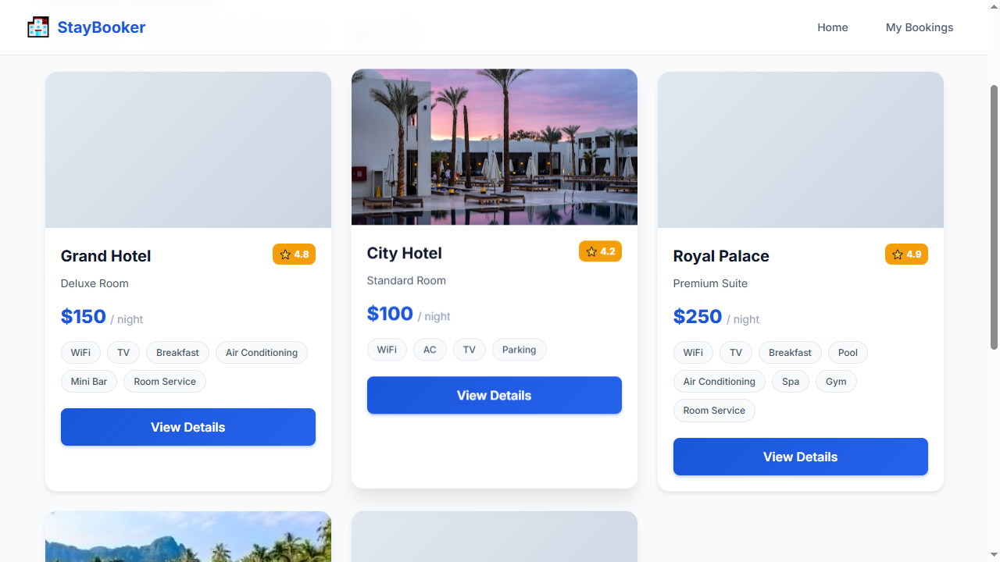 StayBooker
Home
My Bookings
Grand Hotel
4.8
Deluxe Room
$150 / night
WiFi
TV
Breakfast
Air Conditioning
Mini Bar
Room Service
View Details
City Hotel
4.2
Standard Room
$100 / night
WiFi
AC
TV
Parking
View Details
Royal Palace
4.9
Premium Suite
$250 / night
WiFi
TV
Breakfast
Pool
Air Conditioning
Spa
Gym
Room Service
View Details